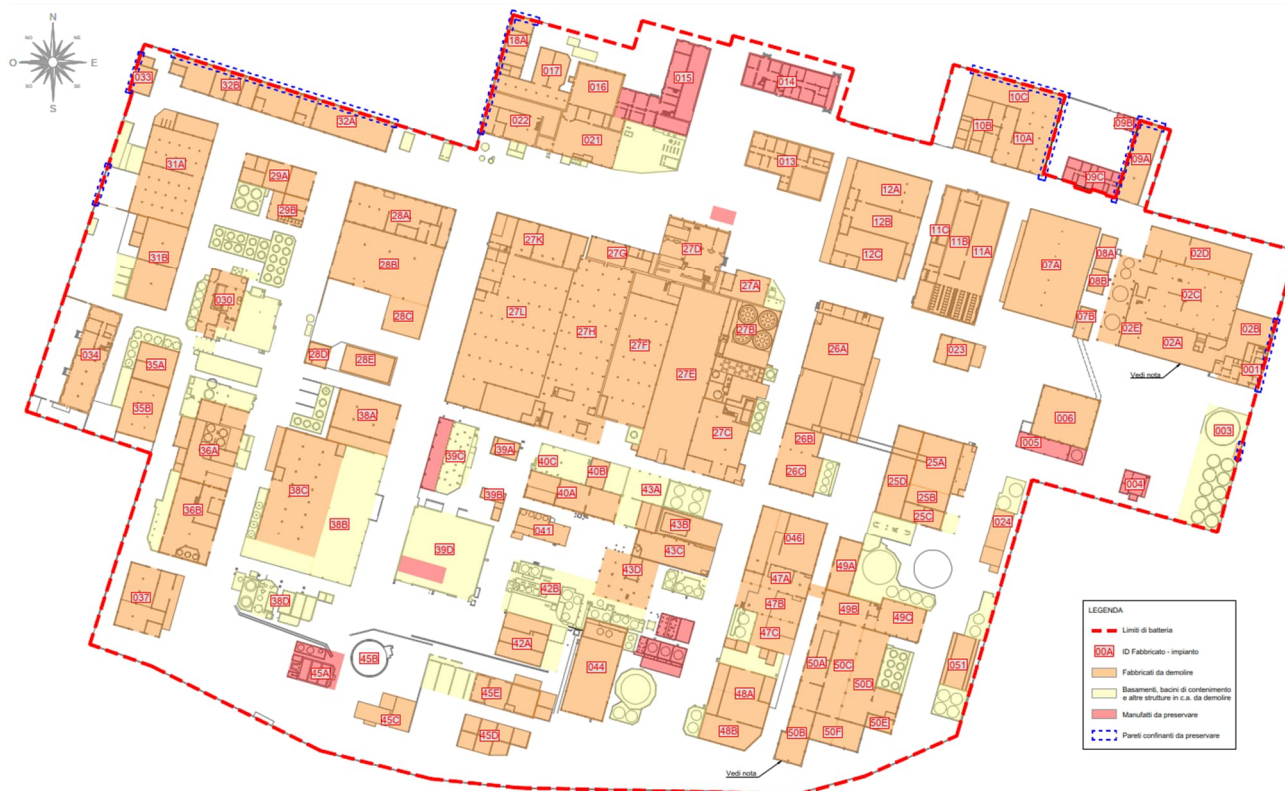 N
NO
NE
O
E
SO
SE
S
033
32B
32A
18A
017
016
015
014
022
021
013
10C
10B
10A
09B
09A
09C
31A
29A
29B
31B
28A
28B
28C
28D
28E
030
034
35A
35B
27K
27G
27D
27A
27B
27L
27H
27F
27E
27C
12A
12B
12C
11C
11B
11A
07A
08A
08B
07B
02D
02C
02B
02E
02A
001
Vedi nota
26A
023
006
005
003
004
26B
26C
25A
25D
25B
25C
024
36A
36B
38A
38C
38B
38D
037
39C
39A
39B
39D
40C
40B
40A
041
43A
43B
43C
43D
42B
42A
044
046
47A
47B
47C
49A
49B
49C
50A
50C
50D
50E
50B
50F
48A
48B
051
45A
45B
45C
45E
45D
Vedi nota
LEGENDA
Limiti di batteria
00A ID Fabbricato - impianto
Fabbricati da demolire
Basamenti, bacini di contenimento
e altre strutture in c.a. da demolire
Manufatti da preservare
Pareti confinanti da preservare